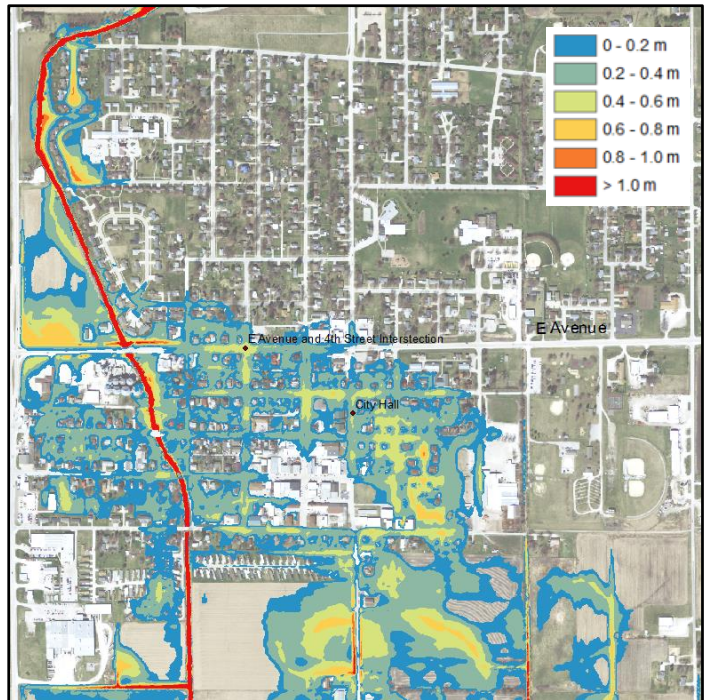 0 - 0.2 m
0.2 - 0.4 m
0.4 - 0.6 m
0.6 - 0.8 m
0.8 - 1.0 m
> 1.0 m
E Avenue
E Avenue and 4th Street Interstection
City Hall